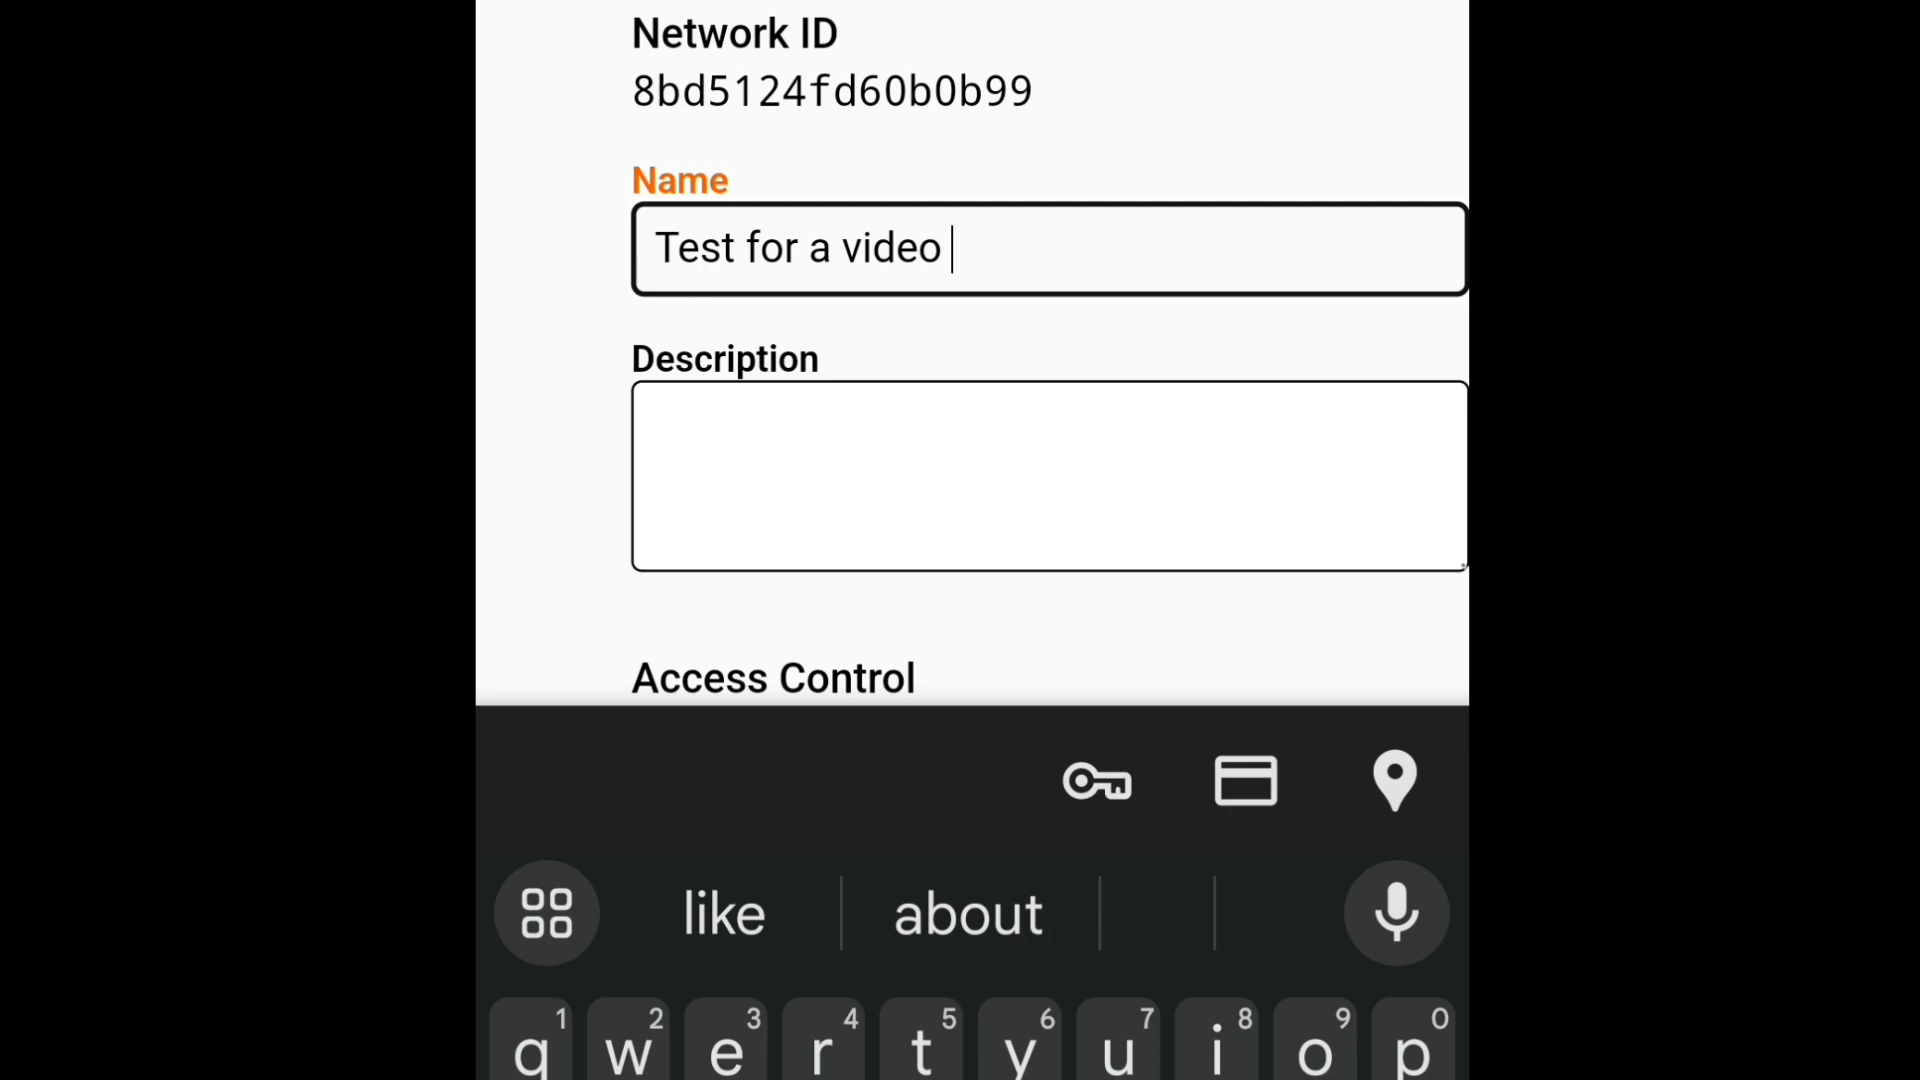 Network ID
8bd5124fd60b0b99
Name
Test for a video
Description
Access Control
like about
1 2 3 4 5 6 7 8 9 0
q w e r t y u i o p